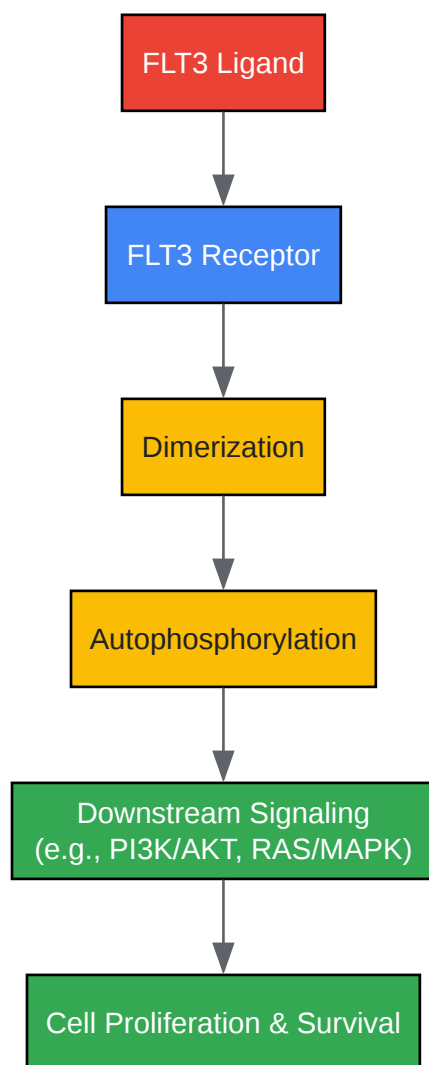 FLT3 Ligand
FLT3 Receptor
Dimerization
Autophosphorylation
Downstream Signaling
(e.g., PI3K/AKT, RAS/MAPK)
Cell Proliferation & Survival